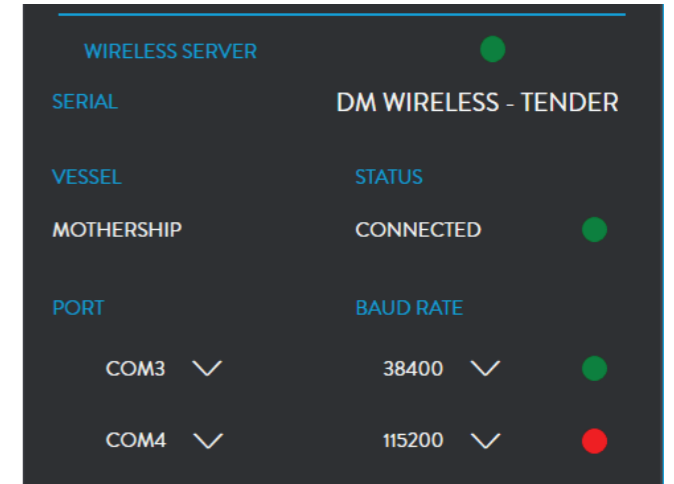 WIRELESS SERVER
SERIAL DM WIRELESS - TENDER
VESSEL STATUS
MOTHERSHIP CONNECTED
PORT BAUD RATE
COM3 38400
COM4 115200